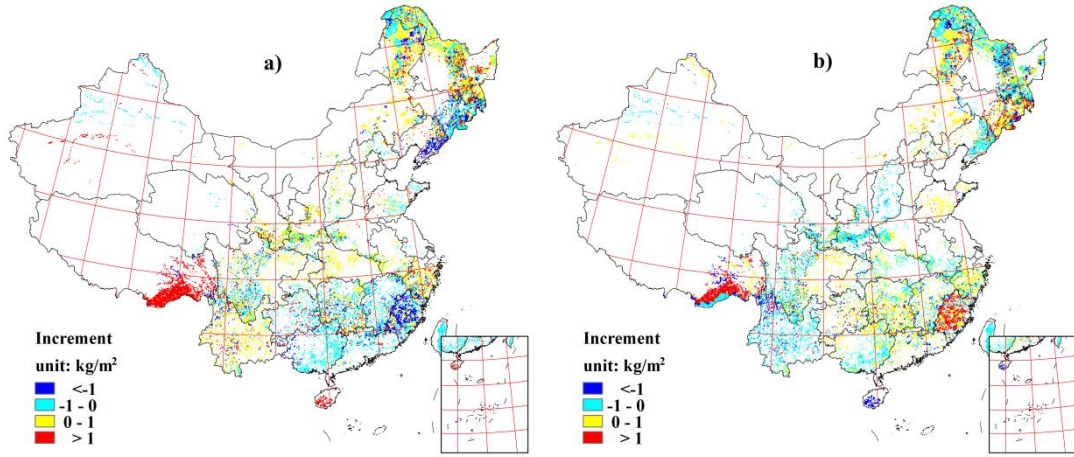 a)
Increment
unit: kg/m²
<-1
-1 - 0
0 - 1
> 1
b)
Increment
unit: kg/m²
<-1
-1 - 0
0 - 1
> 1